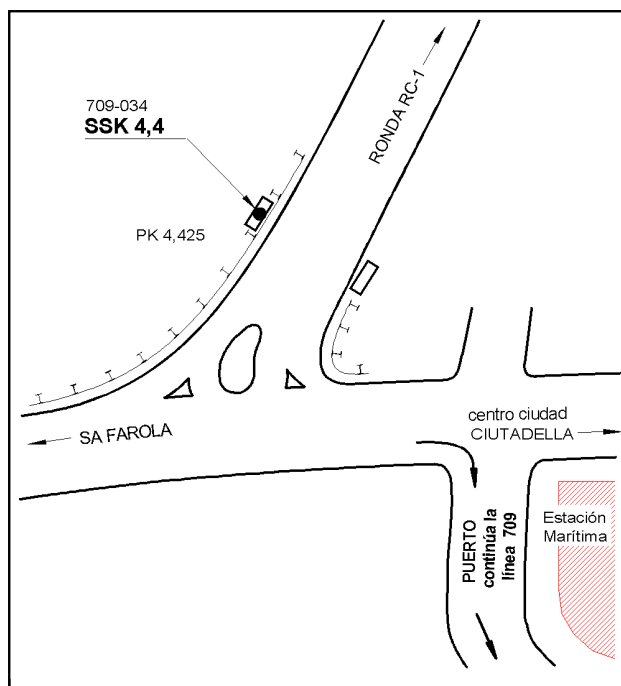 709-034
SSK 4,4
RONDA RC-1
PK 4,425
SA FAROLA
centro ciudad
CIUTADELLA
Estación
Marítima
PUERTO
continúa la
línea 709